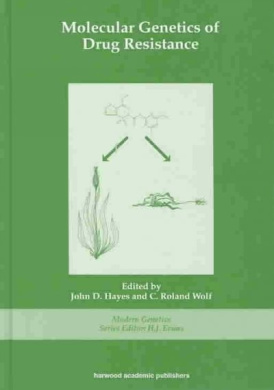 Molecular Genetics of
Drug Resistance
Edited by
John D. Hayes and C. Roland Wolf
Modern Genetics
Series Editor H.J. Evans
harwood academic publishers